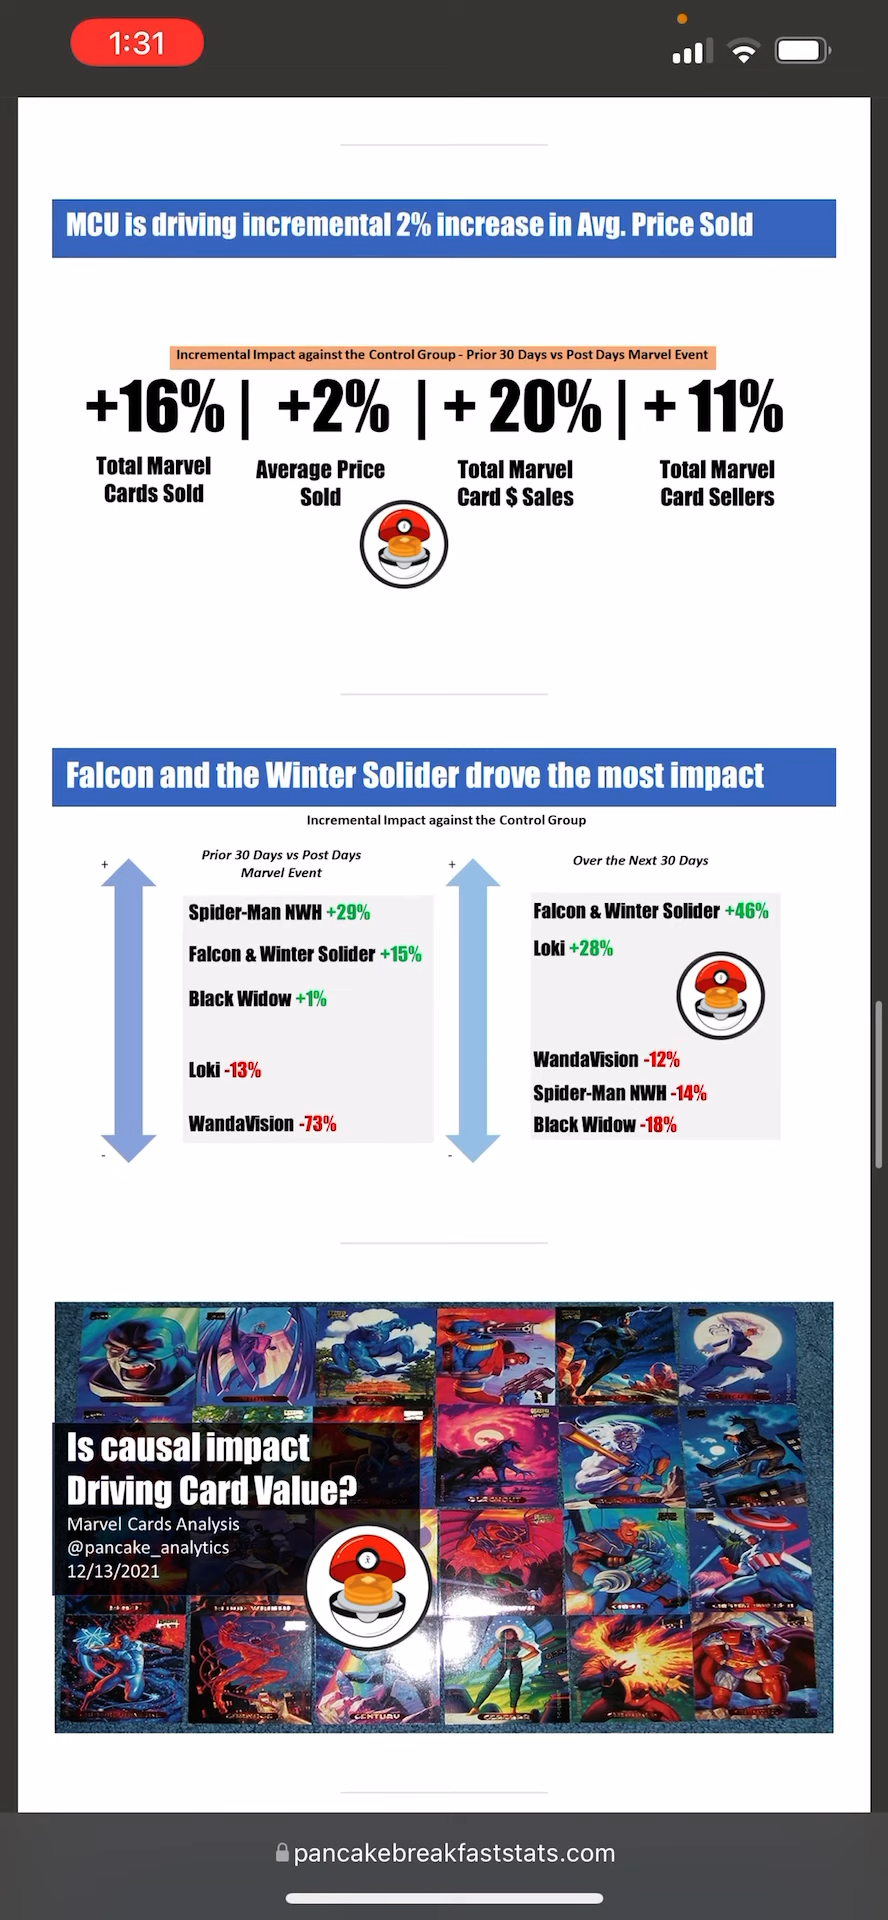 1:31
MCU is driving incremental 2% increase in Avg. Price Sold
Incremental Impact against the Control Group - Prior 30 Days vs Post Days Marvel Event
+16% | +2% | + 20% | + 11%
Total Marvel Cards Sold
Average Price Sold
Total Marvel Card $ Sales
Total Marvel Card Sellers
Falcon and the Winter Solider drove the most impact
Incremental Impact against the Control Group
Prior 30 Days vs Post Days
Marvel Event
+
Spider-Man NWH +29%
Falcon & Winter Solider +15%
Black Widow +1%
Loki -13%
WandaVision -73%
-
Over the Next 30 Days
+
Falcon & Winter Solider +46%
Loki +28%
WandaVision -12%
Spider-Man NWH -14%
Black Widow -18%
-
Is causal impact
Driving Card Value?
Marvel Cards Analysis
@pancake_analytics
12/13/2021
CENTURY
pancakebreakfaststats.com